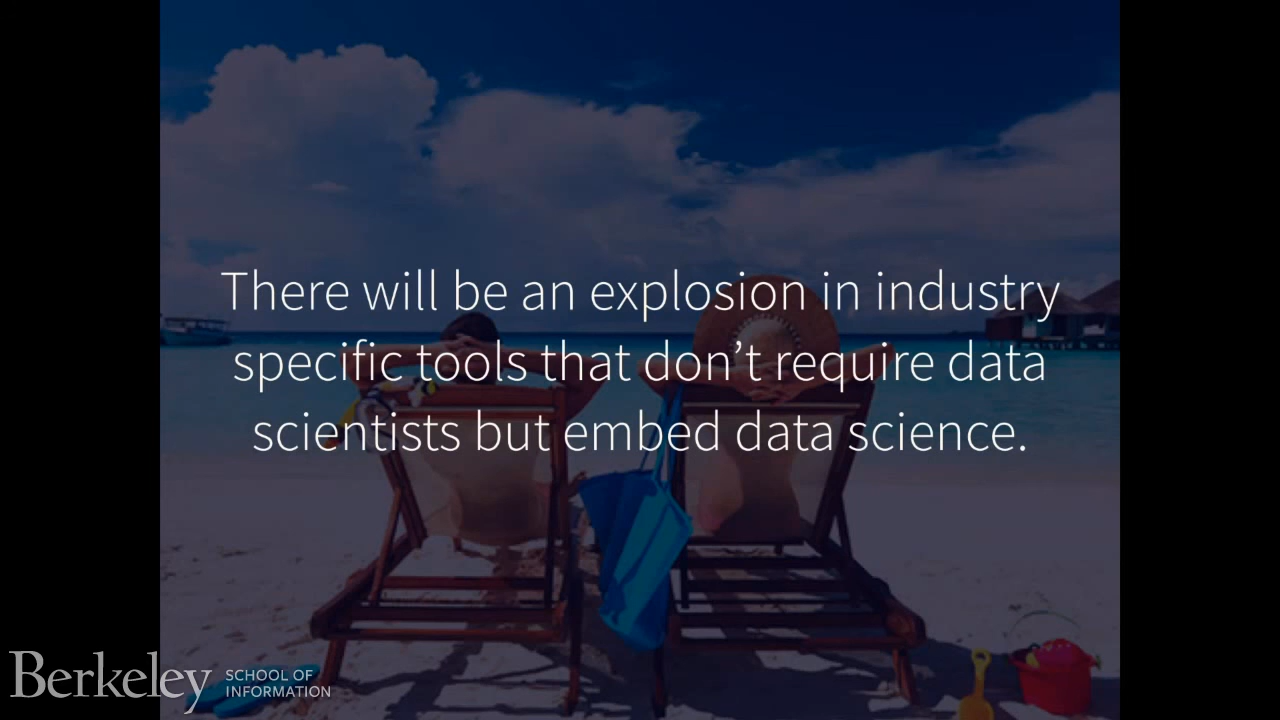 There will be an explosion in industry
specific tools that don’t require data
scientists but embed data science.
Berkeley
SCHOOL OF
INFORMATION